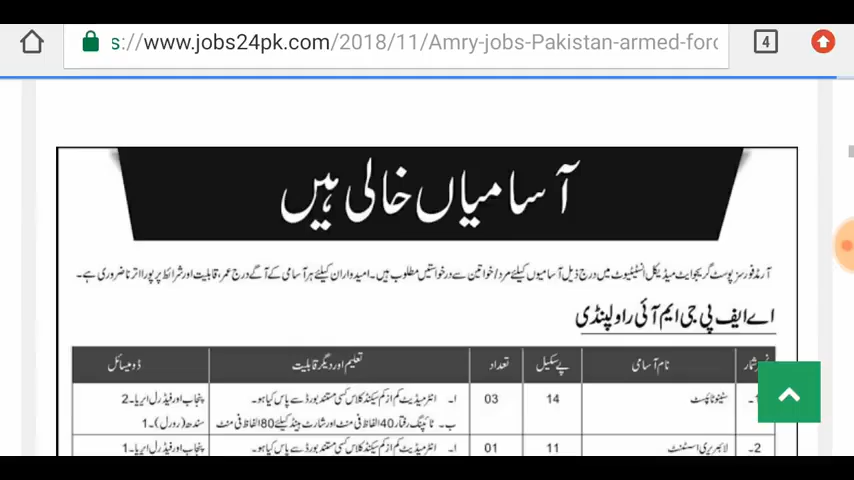 s://www.jobs24pk.com/2018/11/Amry-jobs-Pakistan-armed-forc
4
آسامیاں خالی ہیں
آرمڈ فورسز پوسٹ گریجوایٹ میڈیکل انسٹیٹیوٹ میں درج ذیل آسامیوں کیلئے مرد/خواتین سے درخواستیں مطلوب ہیں۔ امیدواران کیلئے ہر آسامی کے آگے درج عمر، قابلیت اور شرائط پر پورا اترنا ضروری ہے۔
اے ایف پی جی ایم آئی راولپنڈی
شمار نام آسامی پے سکیل تعداد تعلیم اور دیگر قابلیت ڈومیسائل
1۔ سٹینو ٹائپسٹ 14 03 ا۔ انٹرمیڈیٹ کم از کم سیکنڈ کلاس کسی مستند بورڈ سے پاس کیا ہو۔ پنجاب اور فیڈرل ایریا۔2
ب۔ ٹائپنگ رفتار 40 الفاظ فی منٹ اور شارٹ ہینڈ کیلئے 80 الفاظ فی منٹ سندھ (رورل)۔1
2۔ لائبریری اسسٹنٹ 11 01 ا۔ انٹرمیڈیٹ کم از کم سیکنڈ کلاس کسی مستند بورڈ سے پاس کیا ہو۔ پنجاب اور فیڈرل ایریا۔1